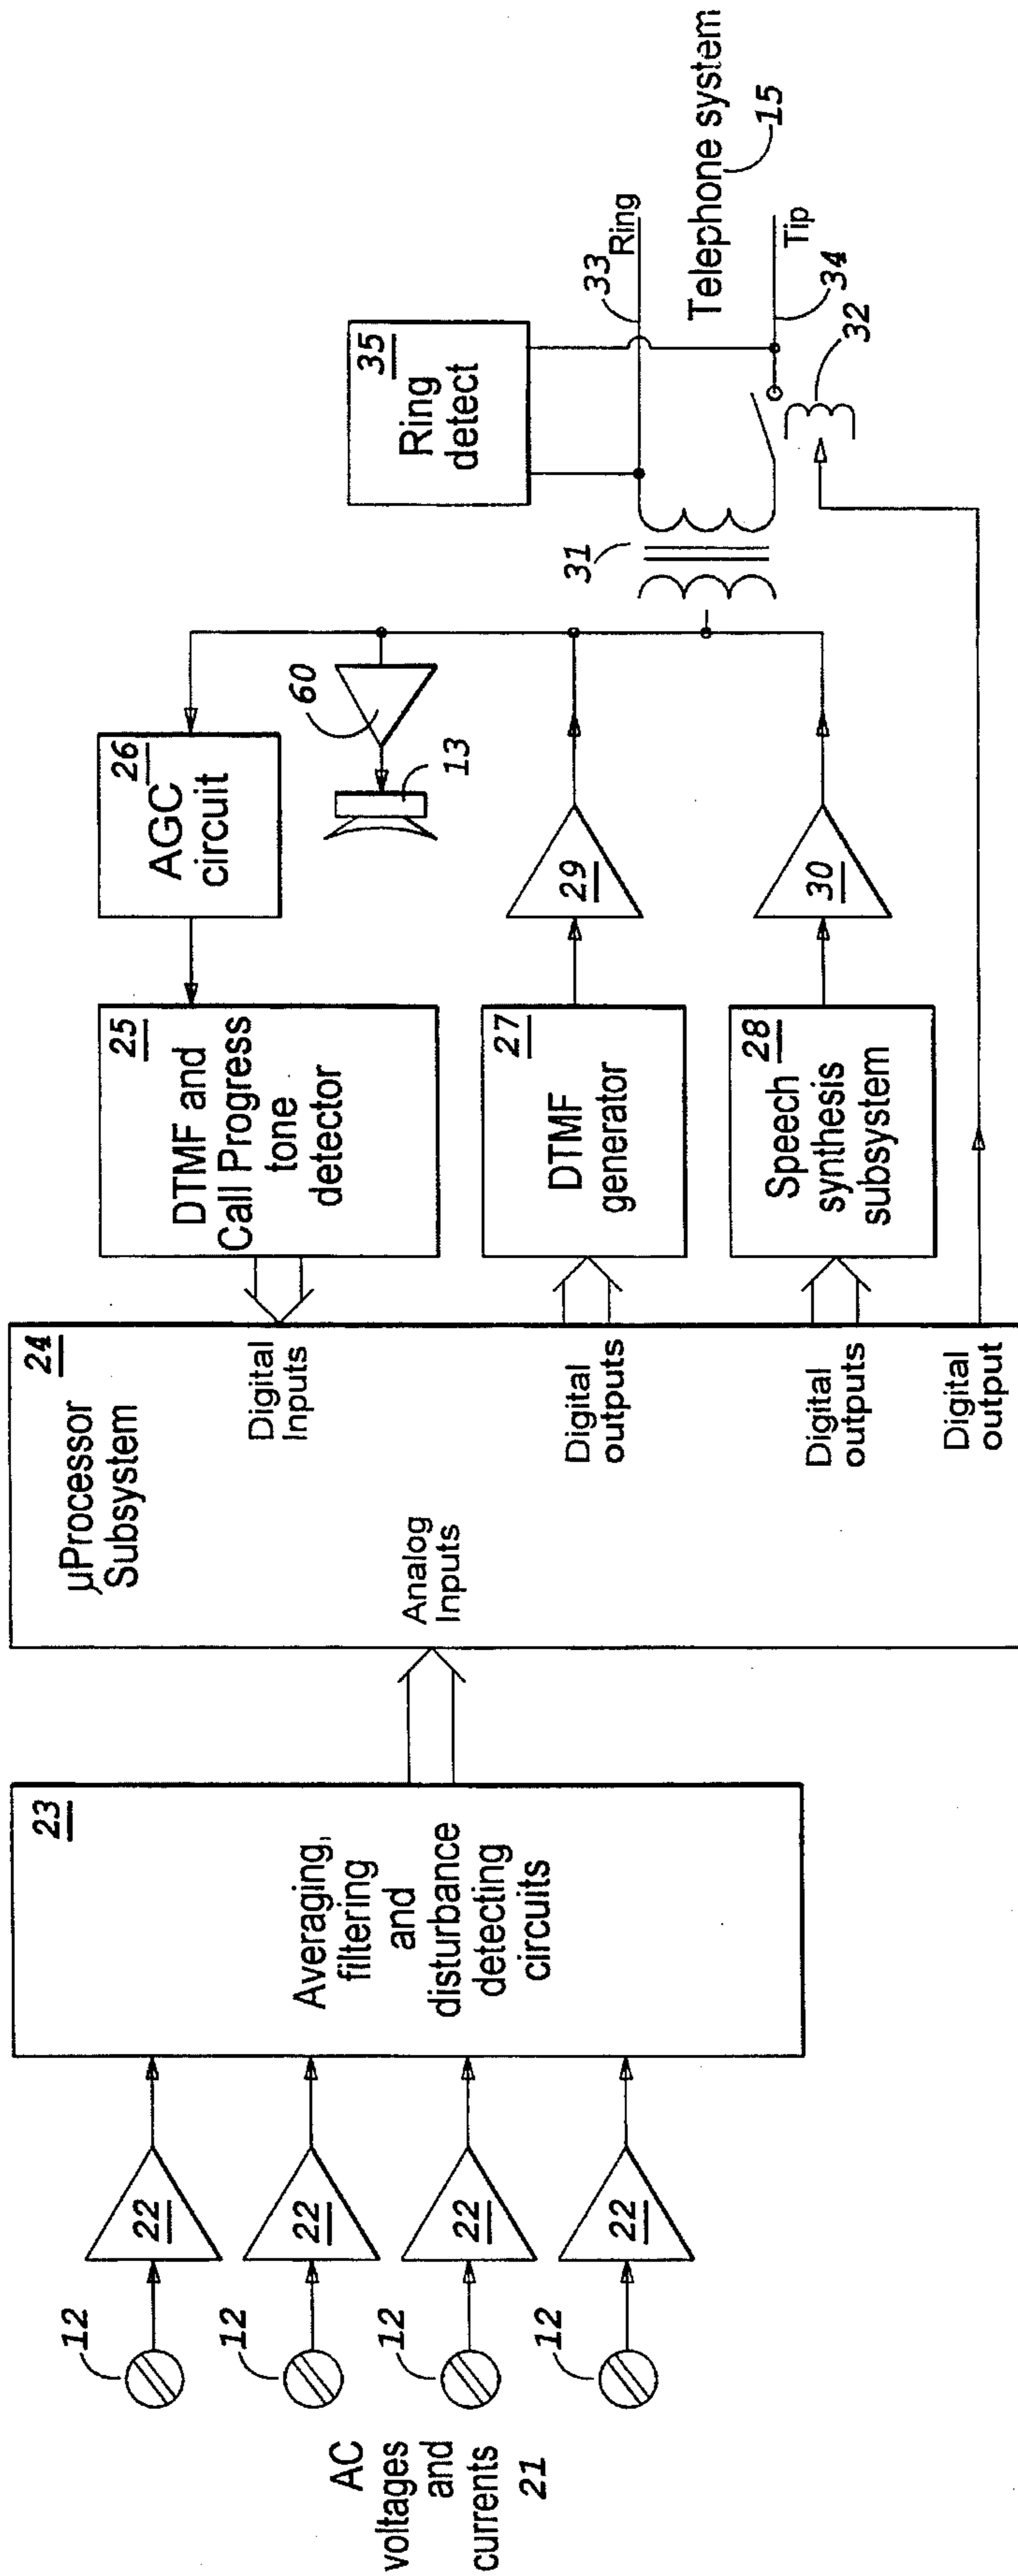 AC
voltages
and
currents
21
12
12
12
12
22
22
22
22
23
Averaging,
filtering
and
disturbance
detecting
circuits
24
µProcessor
Subsystem
Analog
Inputs
Digital
Inputs
Digital
outputs
Digital
outputs
Digital
output
25
DTMF and
Call Progress
tone
detector
26
AGC
circuit
60
13
27
DTMF
generator
29
28
Speech
synthesis
subsystem
30
31
35
Ring
detect
33
Ring
Telephone system
15
Tip
34
32